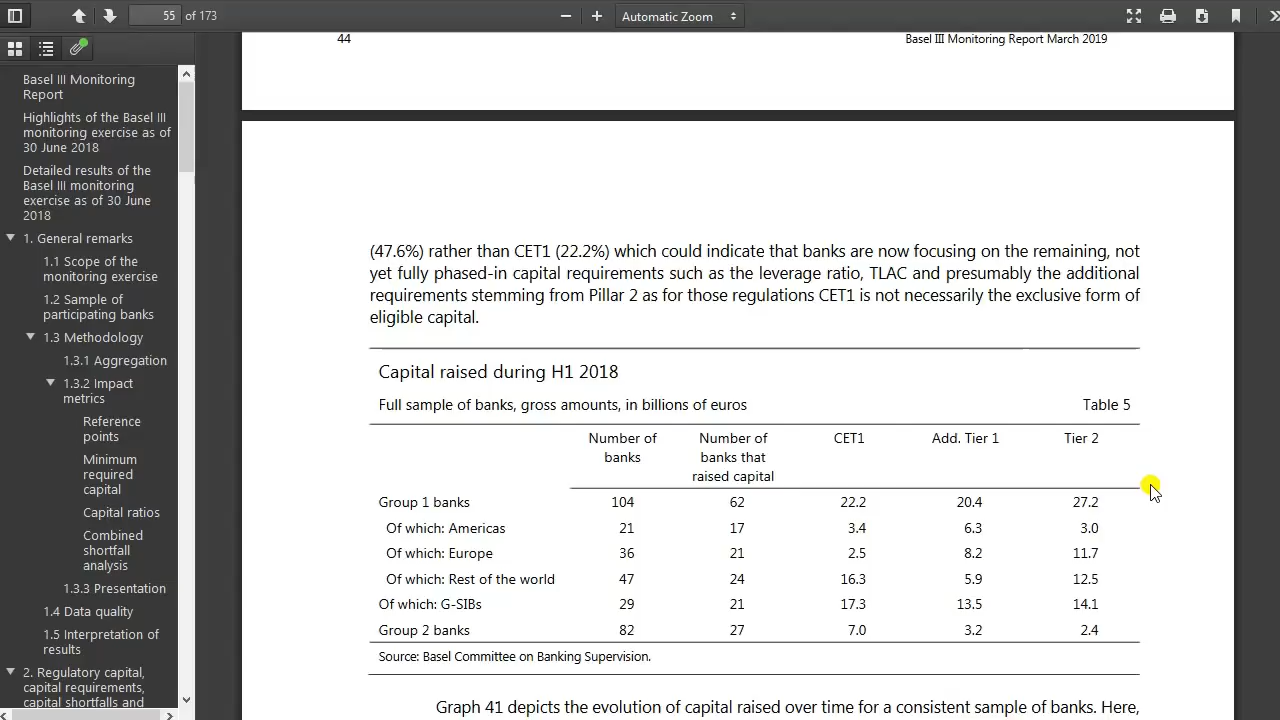 55 of 173
Automatic Zoom
Basel III Monitoring
Report
Highlights of the Basel III
monitoring exercise as of
30 June 2018
Detailed results of the
Basel III monitoring
exercise as of 30 June
2018
1. General remarks
1.1 Scope of the
monitoring exercise
1.2 Sample of
participating banks
1.3 Methodology
1.3.1 Aggregation
1.3.2 Impact
metrics
Reference
points
Minimum
required
capital
Capital ratios
Combined
shortfall
analysis
1.3.3 Presentation
1.4 Data quality
1.5 Interpretation of
results
2. Regulatory capital,
capital requirements,
capital shortfalls and
44 Basel III Monitoring Report March 2019
(47.6%) rather than CET1 (22.2%) which could indicate that banks are now focusing on the remaining, not
yet fully phased-in capital requirements such as the leverage ratio, TLAC and presumably the additional
requirements stemming from Pillar 2 as for those regulations CET1 is not necessarily the exclusive form of
eligible capital.
Capital raised during H1 2018
Full sample of banks, gross amounts, in billions of euros Table 5
Number of Number of CET1 Add. Tier 1 Tier 2
banks banks that
raised capital
Group 1 banks 104 62 22.2 20.4 27.2
Of which: Americas 21 17 3.4 6.3 3.0
Of which: Europe 36 21 2.5 8.2 11.7
Of which: Rest of the world 47 24 16.3 5.9 12.5
Of which: G-SIBs 29 21 17.3 13.5 14.1
Group 2 banks 82 27 7.0 3.2 2.4
Source: Basel Committee on Banking Supervision.
Graph 41 depicts the evolution of capital raised over time for a consistent sample of banks. Here,